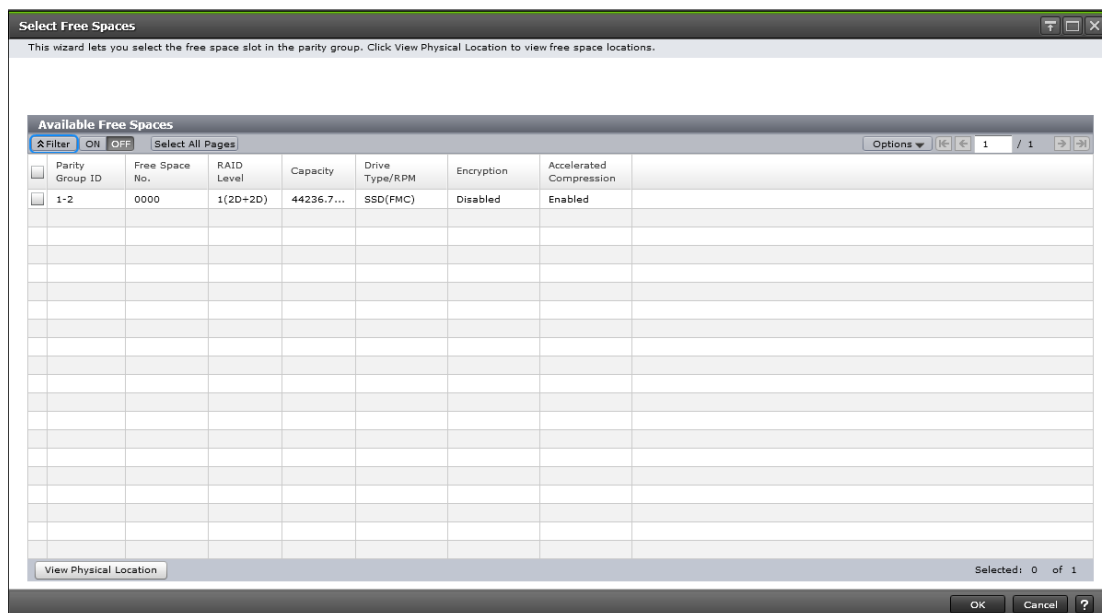 Select Free Spaces
This wizard lets you select the free space slot in the parity group. Click View Physical Location to view free space locations.
Available Free Spaces
Filter ON OFF Select All Pages Options 1 / 1
Parity Group ID Free Space No. RAID Level Capacity Drive Type/RPM Encryption Accelerated Compression
1-2 0000 1(2D+2D) 44236.7... SSD(FMC) Disabled Enabled
View Physical Location Selected: 0 of 1
OK Cancel ?